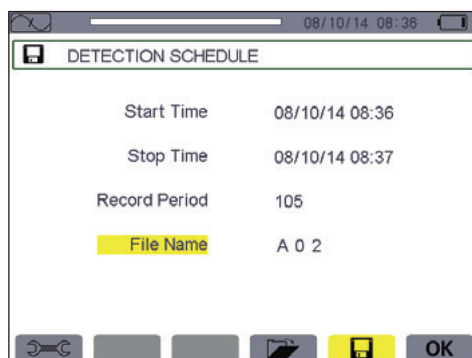 08/10/14 08:36
DETECTION SCHEDULE
Start Time 08/10/14 08:36
Stop Time 08/10/14 08:37
Record Period 105
File Name A 0 2
OK